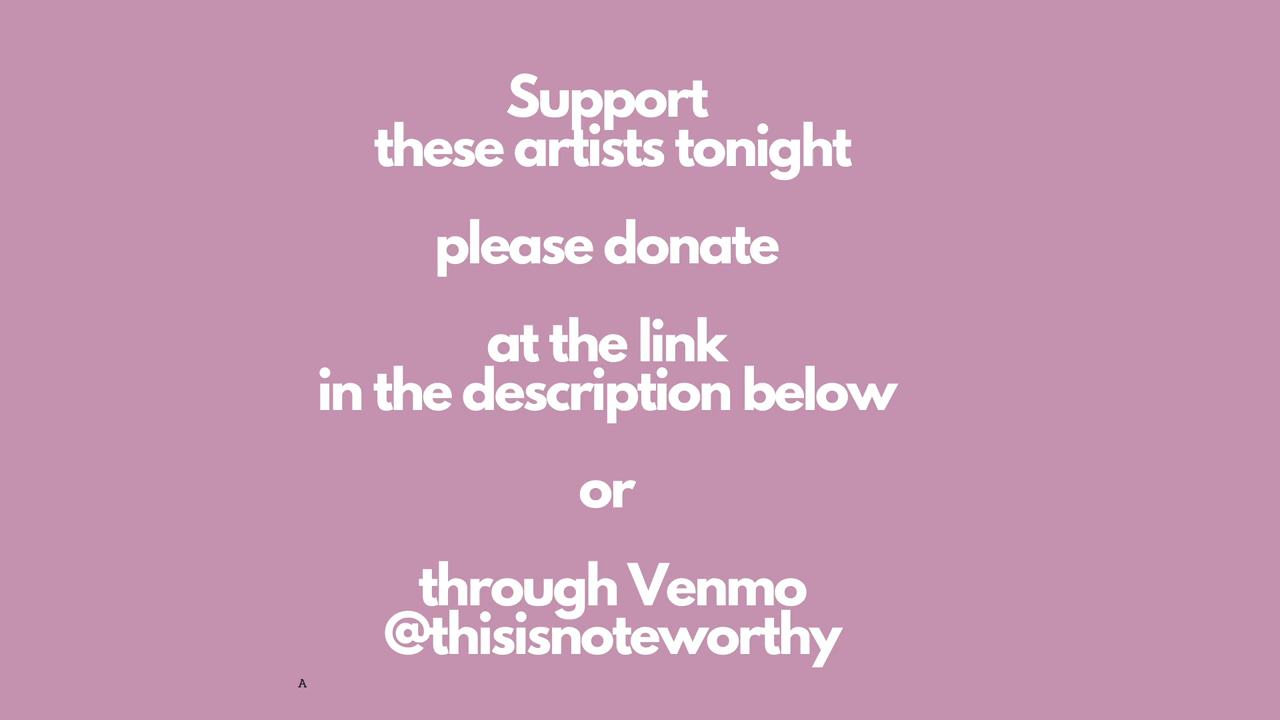 Support
these artists tonight
please donate
at the link
in the description below
or
through Venmo
@thisisnoteworthy
A